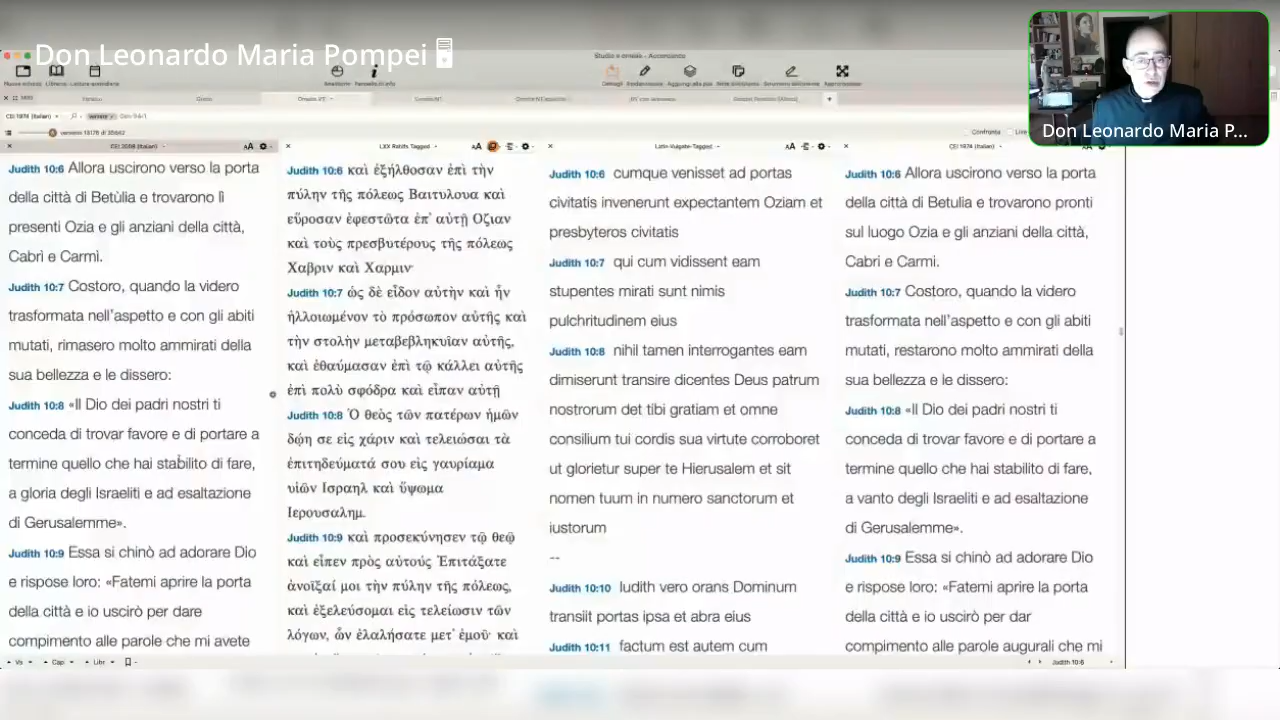 Don Leonardo Maria Pompei
Studio e omelie - Accordance
Don Leonardo Maria P...
CEI 2008 (Italian)
Judith 10:6 Allora uscirono verso la porta
della città di Betùlia e trovarono lì
presenti Ozia e gli anziani della città,
Cabrì e Carmì.
Judith 10:7 Costoro, quando la videro
trasformata nell'aspetto e con gli abiti
mutati, rimasero molto ammirati della
sua bellezza e le dissero:
Judith 10:8 «Il Dio dei padri nostri ti
conceda di trovar favore e di portare a
termine quello che hai stabilito di fare,
a gloria degli Israeliti e ad esaltazione
di Gerusalemme».
Judith 10:9 Essa si chinò ad adorare Dio
e rispose loro: «Fatemi aprire la porta
della città e io uscirò per dare
compimento alle parole che mi avete
LXX Rahlfs Tagged
Judith 10:6 καὶ ἐξήλθοσαν ἐπὶ τὴν
πύλην τῆς πόλεως Βαιτυλουα καὶ
εὕροσαν ἐφεστῶτα ἐπ᾽ αὐτῇ Οζιαν
καὶ τοὺς πρεσβυτέρους τῆς πόλεως
Χαβριν καὶ Χαρμιν·
Judith 10:7 ὡς δὲ εἶδον αὐτὴν καὶ ἦν
ἠλλοιωμένον τὸ πρόσωπον αὐτῆς καὶ
τὴν στολὴν μεταβεβληκυῖαν αὐτῆς,
καὶ ἐθαύμασαν ἐπὶ τῷ κάλλει αὐτῆς
ἐπὶ πολὺ σφόδρα καὶ εἶπαν αὐτῇ
Judith 10:8 Ὁ θεὸς τῶν πατέρων ἡμῶν
δῴη σε εἰς χάριν καὶ τελειώσαι τὰ
ἐπιτηδεύματά σου εἰς γαυρίαμα
υἱῶν Ισραηλ καὶ ὕψωμα
Ιερουσαλημ.
Judith 10:9 καὶ προσεκύνησεν τῷ θεῷ
καὶ εἶπεν πρὸς αὐτούς Ἐπιτάξατε
ἀνοῖξαί μοι τὴν πύλην τῆς πόλεως,
καὶ ἐξελεύσομαι εἰς τελείωσιν τῶν
λόγων, ὧν ἐλαλήσατε μετ᾽ ἐμοῦ· καὶ
Latin Vulgate-Tagged
Judith 10:6 cumque venisset ad portas
civitatis invenerunt expectantem Oziam et
presbyteros civitatis
Judith 10:7 qui cum vidissent eam
stupentes mirati sunt nimis
pulchritudinem eius
Judith 10:8 nihil tamen interrogantes eam
dimiserunt transire dicentes Deus patrum
nostrorum det tibi gratiam et omne
consilium tui cordis sua virtute corroboret
ut glorietur super te Hierusalem et sit
nomen tuum in numero sanctorum et
iustorum
--
Judith 10:10 Iudith vero orans Dominum
transiit portas ipsa et abra eius
Judith 10:11 factum est autem cum
CEI 1974 (Italian)
Judith 10:6 Allora uscirono verso la porta
della città di Betulia e trovarono pronti
sul luogo Ozia e gli anziani della città,
Cabri e Carmi.
Judith 10:7 Costoro, quando la videro
trasformata nell'aspetto e con gli abiti
mutati, restarono molto ammirati della
sua bellezza e le dissero:
Judith 10:8 «Il Dio dei padri nostri ti
conceda di trovar favore e di portare a
termine quello che hai stabilito di fare,
a vanto degli Israeliti e ad esaltazione
di Gerusalemme».
Judith 10:9 Essa si chinò ad adorare Dio
e rispose loro: «Fatemi aprire la porta
della città e io uscirò per dar
compimento alle parole augurali che mi
Judith 10:6